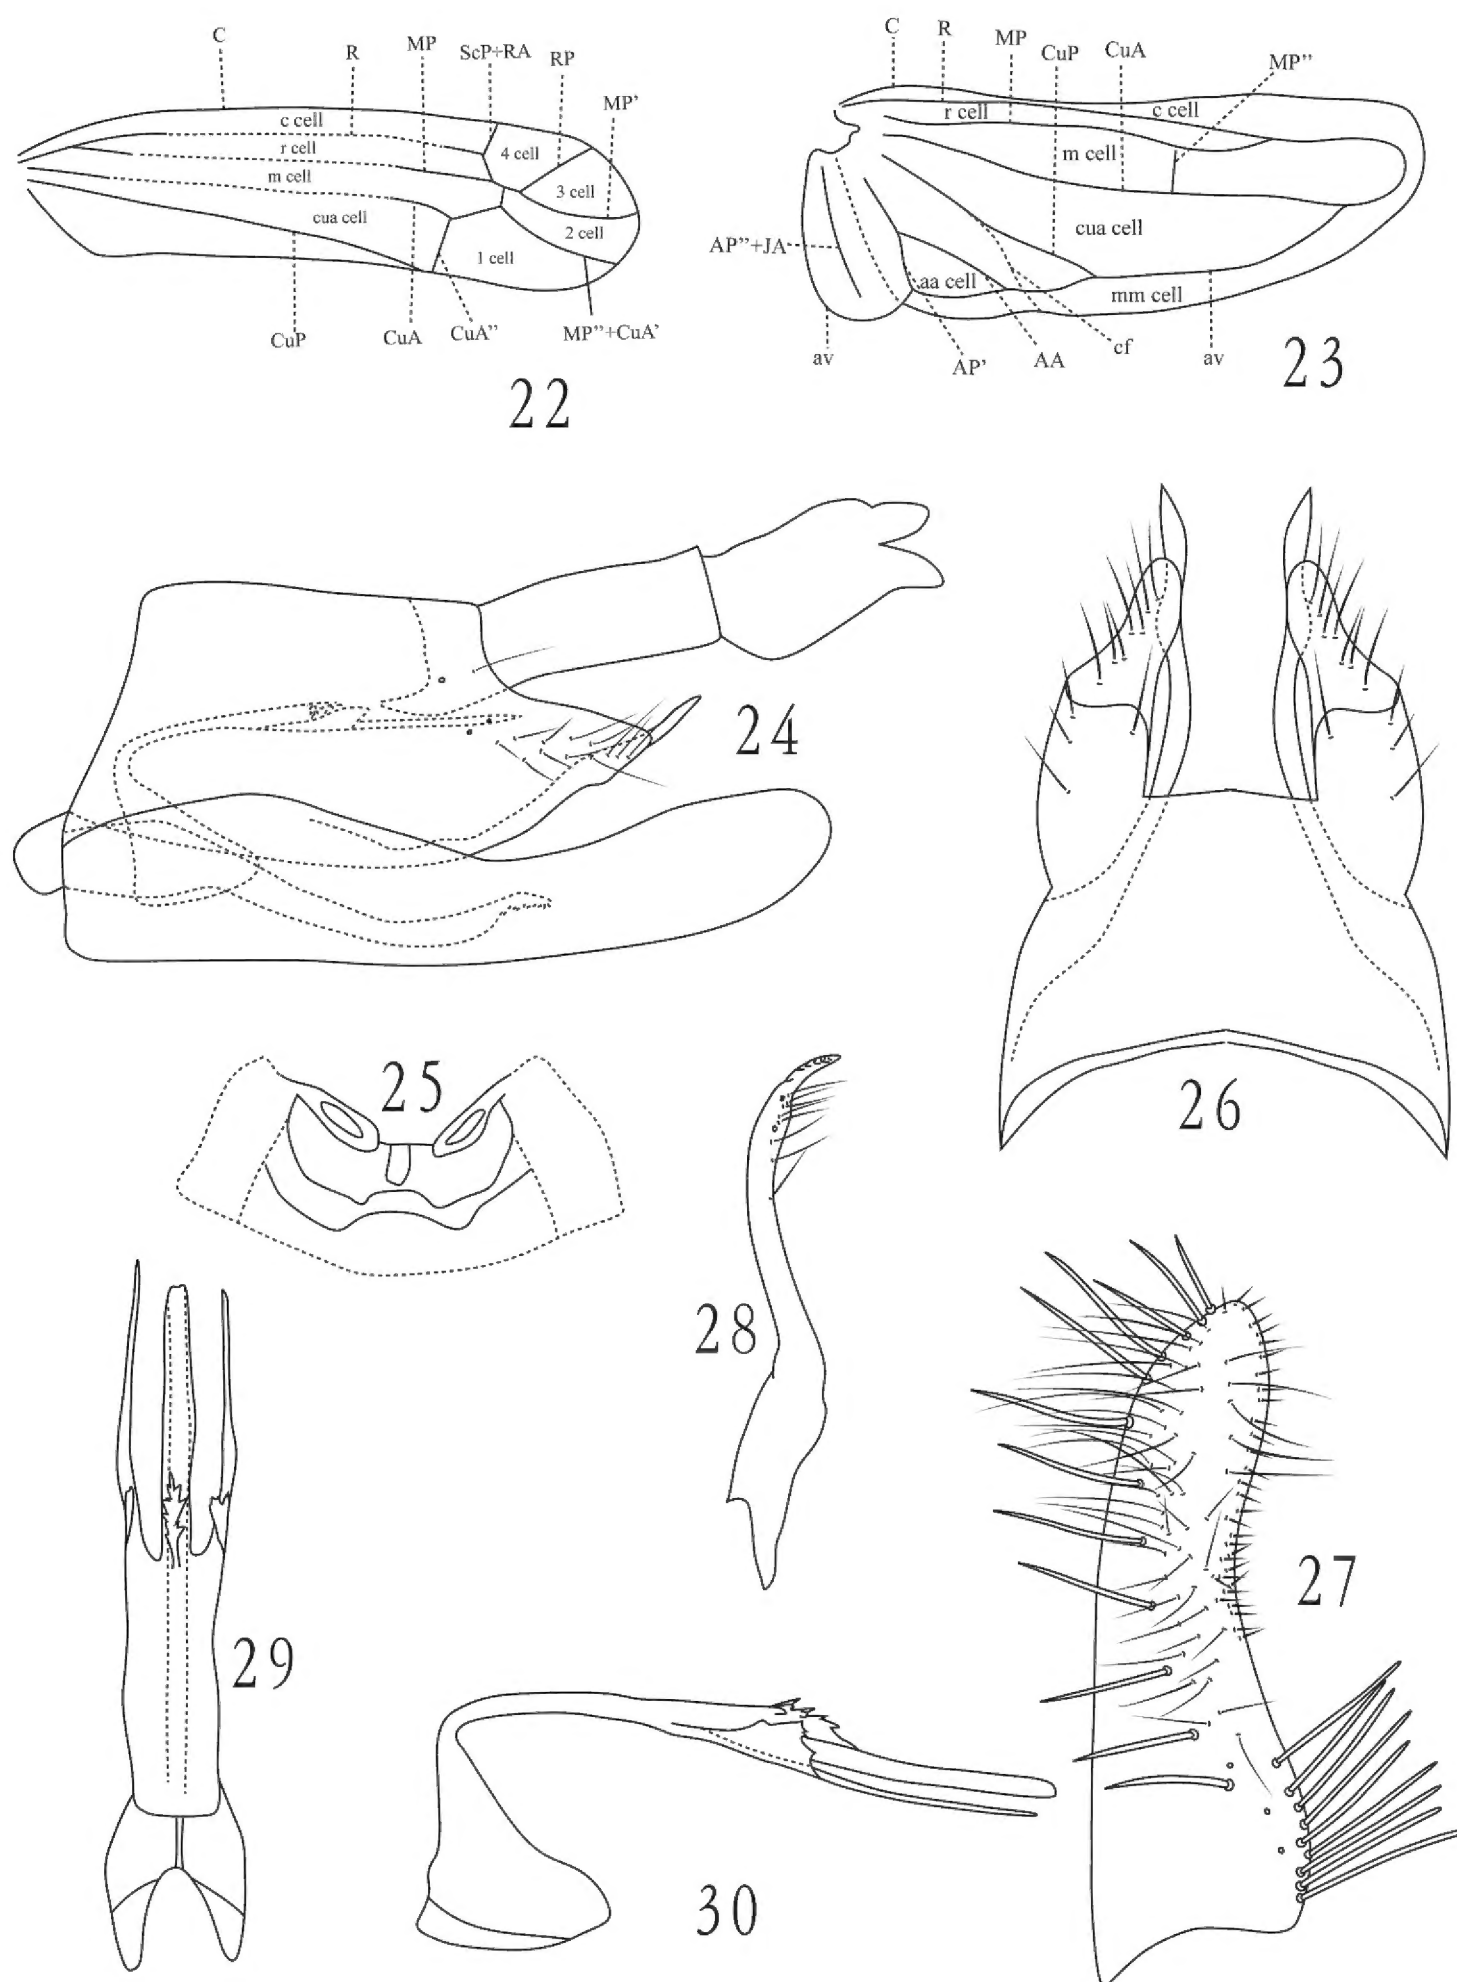 C R MP ScP+RA RP MP’
c cell
r cell
m cell
cua cell
4 cell
3 cell
2 cell
1 cell
CuP CuA CuA” MP”+CuA’
22
C R MP CuP CuA MP”
r cell c cell
m cell
cua cell
AP”+JA
aa cell
mm cell
av AP’ AA cf av
23
24
25
26
28
27
29
30